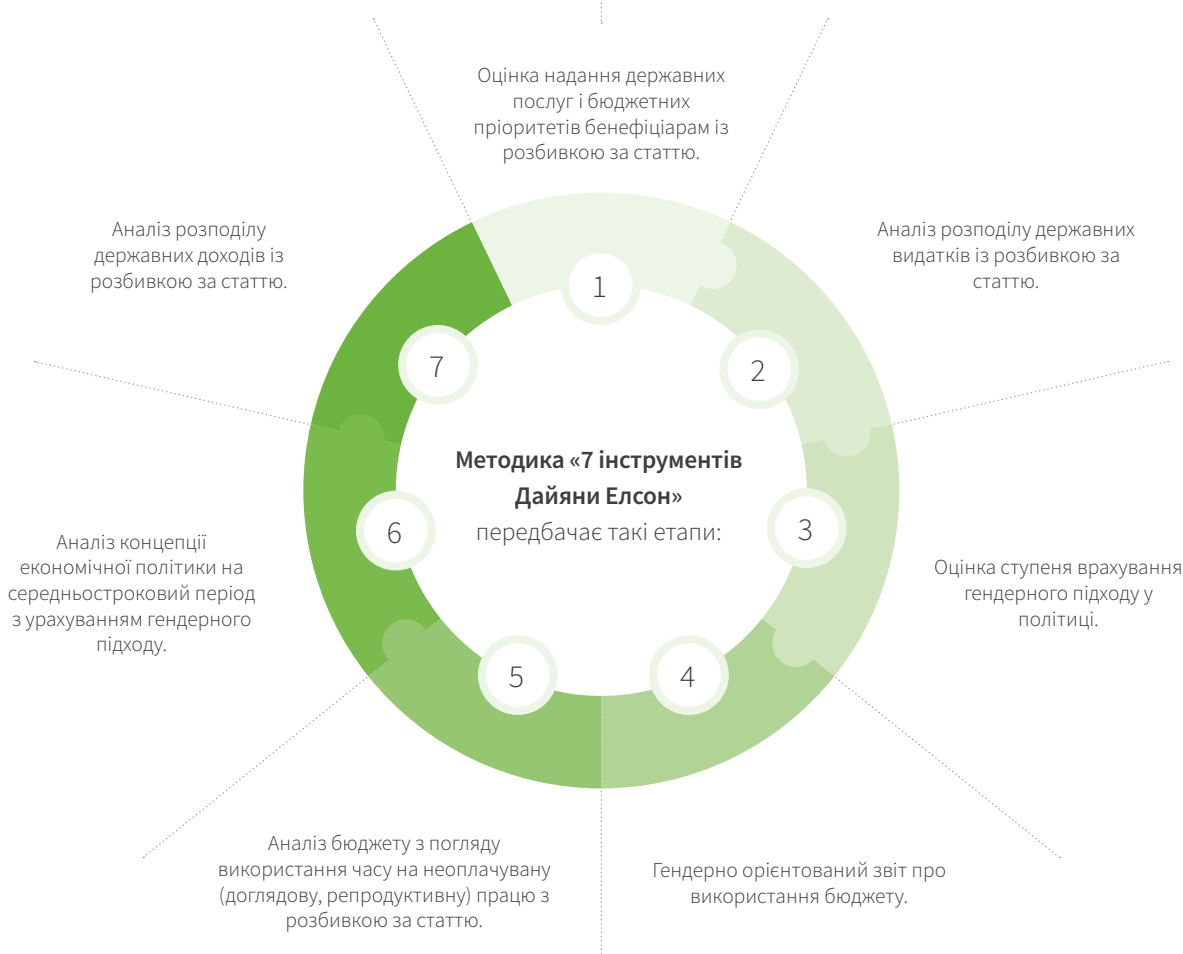 Оцінка надання державних
послуг і бюджетних
пріоритетів бенефіціарам із
розбивкою за статтю.
Аналіз розподілу
державних доходів із
розбивкою за статтю.
Аналіз розподілу державних
видатків із розбивкою за
статтю.
1
7
2
Методика «7 інструментів
Дайяни Елсон»
передбачає такі етапи:
6
3
Аналіз концепції
економічної політики на
середньостроковий період
з урахуванням гендерного
підходу.
Оцінка ступеня врахування
гендерного підходу у
політиці.
5
4
Аналіз бюджету з погляду
використання часу на неоплачувану
(доглядову, репродуктивну) працю з
розбивкою за статтю.
Гендерно орієнтований звіт про
використання бюджету.